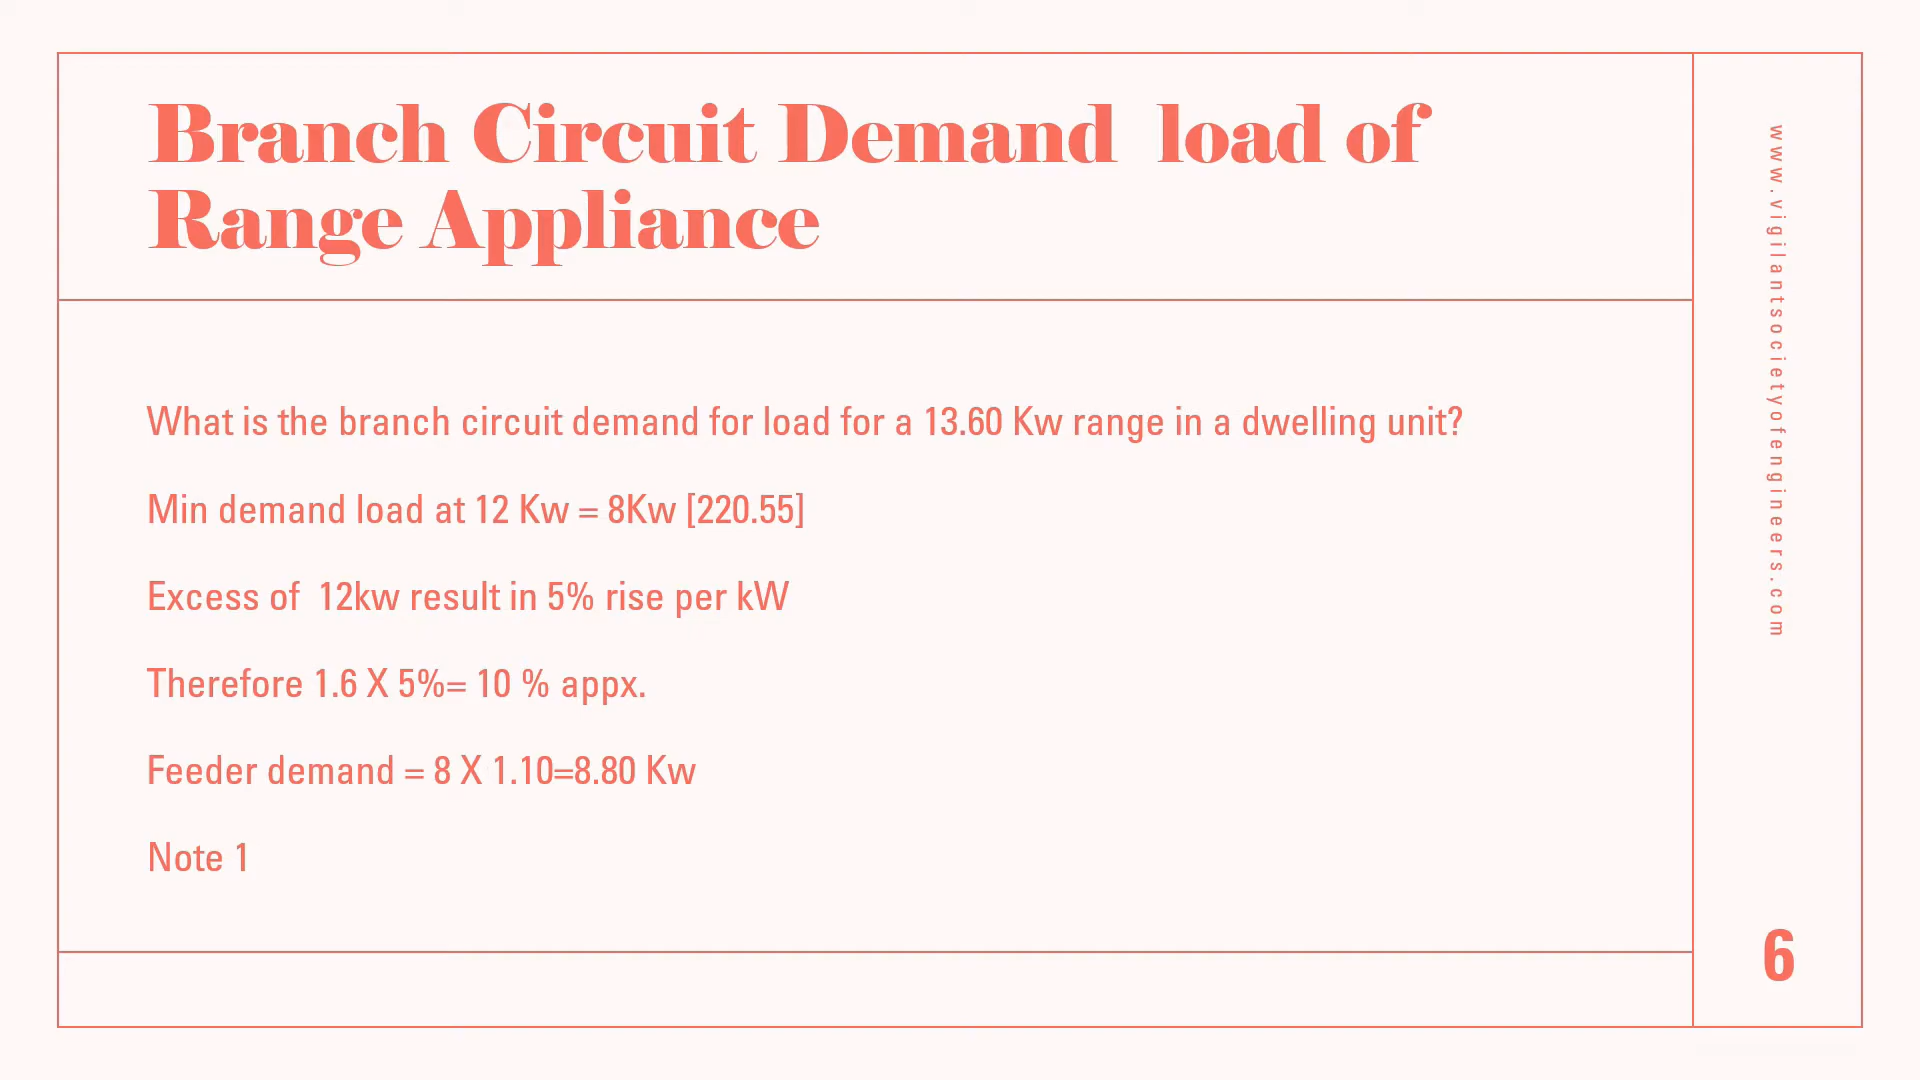 Branch Circuit Demand  load of
Range Appliance
What is the branch circuit demand for load for a 13.60 Kw range in a dwelling unit?
Min demand load at 12 Kw = 8Kw [220.55]
Excess of  12kw result in 5% rise per kW
Therefore 1.6 X 5%= 10 % appx.
Feeder demand = 8 X 1.10=8.80 Kw
Note 1
www.vigilantsocietyofengineers.com
6